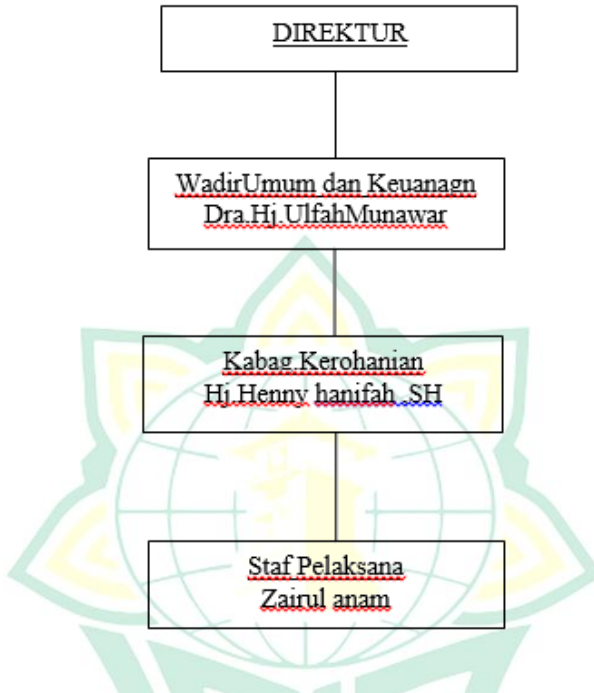 DIREKTUR
WadirUmum dan Keuanagn
Dra.Hj.UlfahMunawar
Kabag.Kerohanian
Hj.Henny hanifah .SH
Staf Pelaksana
Zairul anam